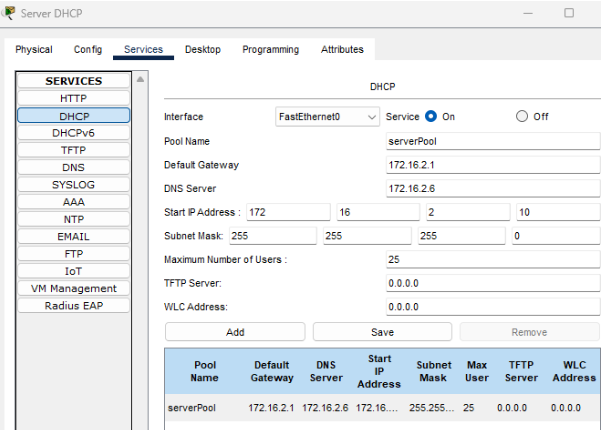 Server DHCP
Physical Config Services Desktop Programming Attributes
SERVICES
HTTP
DHCP
DHCPv6
TFTP
DNS
SYSLOG
AAA
NTP
EMAIL
FTP
IoT
VM Management
Radius EAP
DHCP
Interface FastEthernet0 Service On Off
Pool Name serverPool
Default Gateway 172.16.2.1
DNS Server 172.16.2.6
Start IP Address : 172 16 2 10
Subnet Mask: 255 255 255 0
Maximum Number of Users : 25
TFTP Server: 0.0.0.0
WLC Address: 0.0.0.0
Add Save Remove
Pool Name Default Gateway DNS Server Start IP Address Subnet Mask Max User TFTP Server WLC Address
serverPool 172.16.2.1 172.16.2.6 172.16.... 255.255... 25 0.0.0.0 0.0.0.0